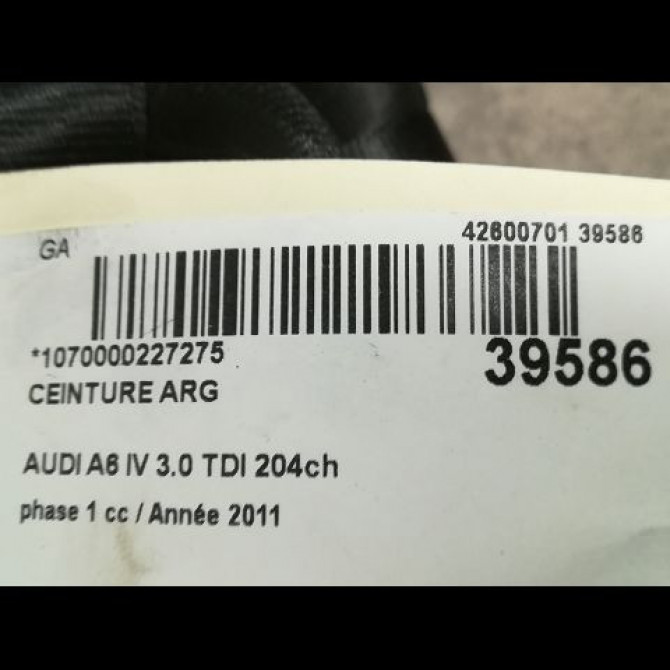 GA
42600701 39586
*1070000227275
39586
CEINTURE ARG
AUDI A6 IV 3.0 TDI 204ch
phase 1 cc / Année 2011